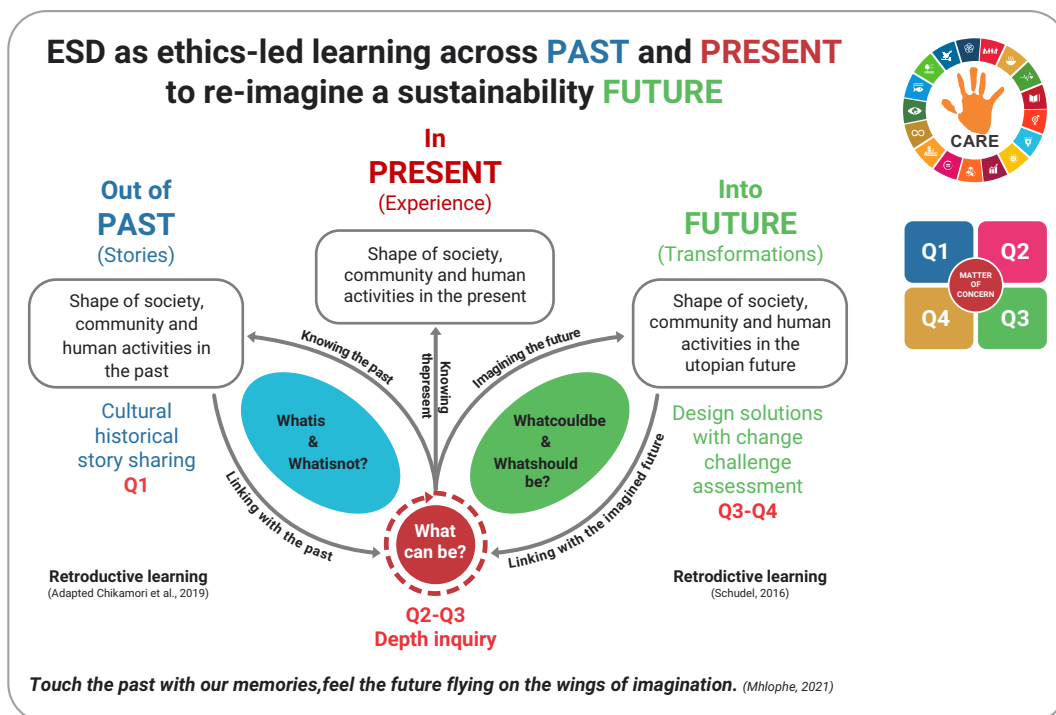 ESD as ethics-led learning across PAST and PRESENT
to re-imagine a sustainability FUTURE
CARE
Q1
Q2
MATTER
OF
CONCERN
Q4
Q3
Out of
PAST
(Stories)
Shape of society,
community and
human activities in
the past
Cultural
historical
story sharing
Q1
In
PRESENT
(Experience)
Shape of society,
community and human
activities in the present
Into
FUTURE
(Transformations)
Shape of society,
community and human
activities in the
utopian future
Design solutions
with change
challenge
assessment
Q3-Q4
Knowing the past
Knowing
thepresent
Imagining the future
Whatis
&
Whatisnot?
Whatcouldbe
&
Whatshould
be?
Linking with the past
Linking with the imagined future
What
can be?
Q2-Q3
Depth inquiry
Retroductive learning
(Adapted Chikamori et al., 2019)
Retrodictive learning
(Schudel, 2016)
Touch the past with our memories,feel the future flying on the wings of imagination. (Mhlophe, 2021)